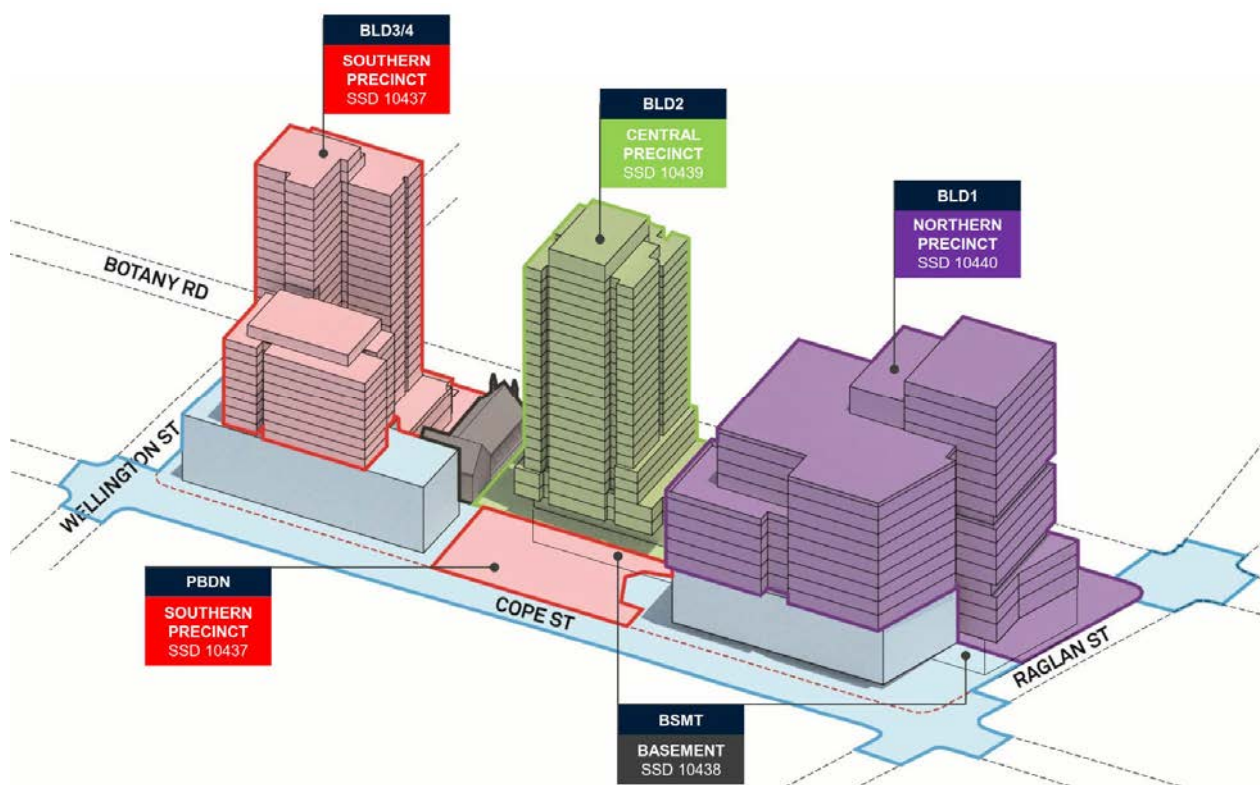 BLD3/4
SOUTHERN
PRECINCT
SSD 10437
BLD2
CENTRAL
PRECINCT
SSD 10439
BLD1
NORTHERN
PRECINCT
SSD 10440
BOTANY RD
WELLINGTON ST
PBDN
SOUTHERN
PRECINCT
SSD 10437
COPE ST
RAGLAN ST
BSMT
BASEMENT
SSD 10438